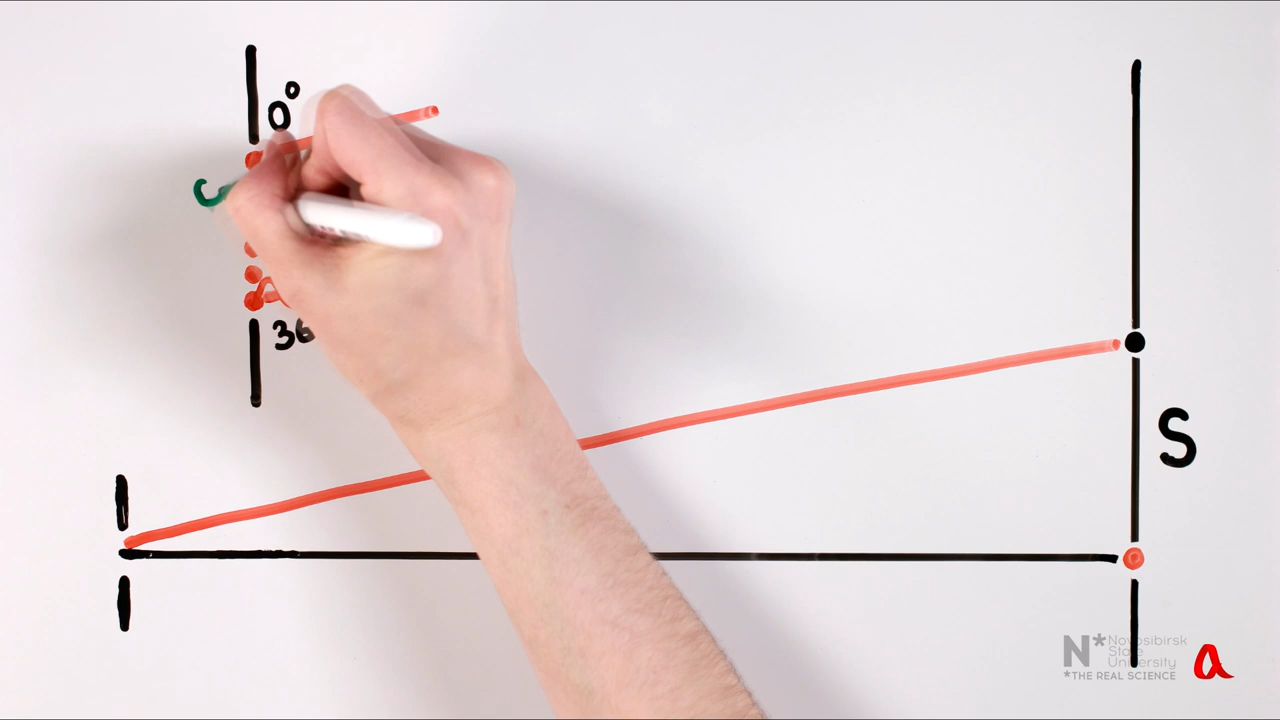 0°
S
N* Novosibirsk
State
University
*THE REAL SCIENCE
a